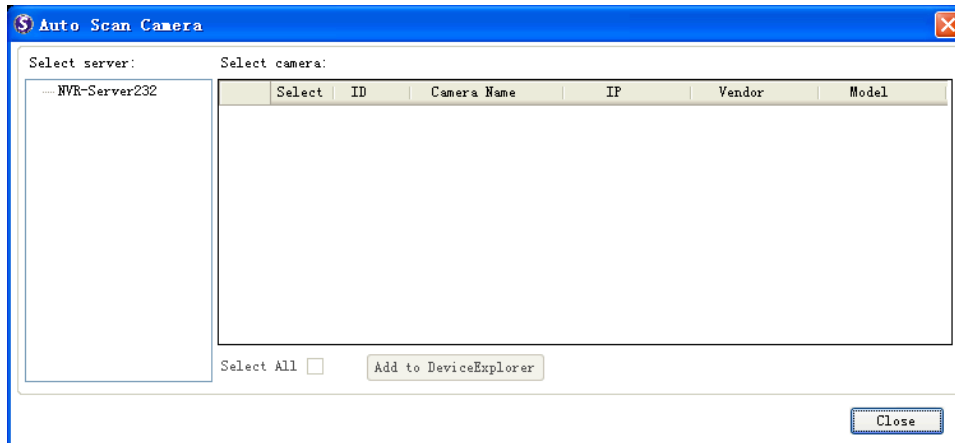 Auto Scan Camera
Select server:
Select camera:
NVR-Server232
Select ID Camera Name IP Vendor Model
Select All
Add to DeviceExplorer
Close